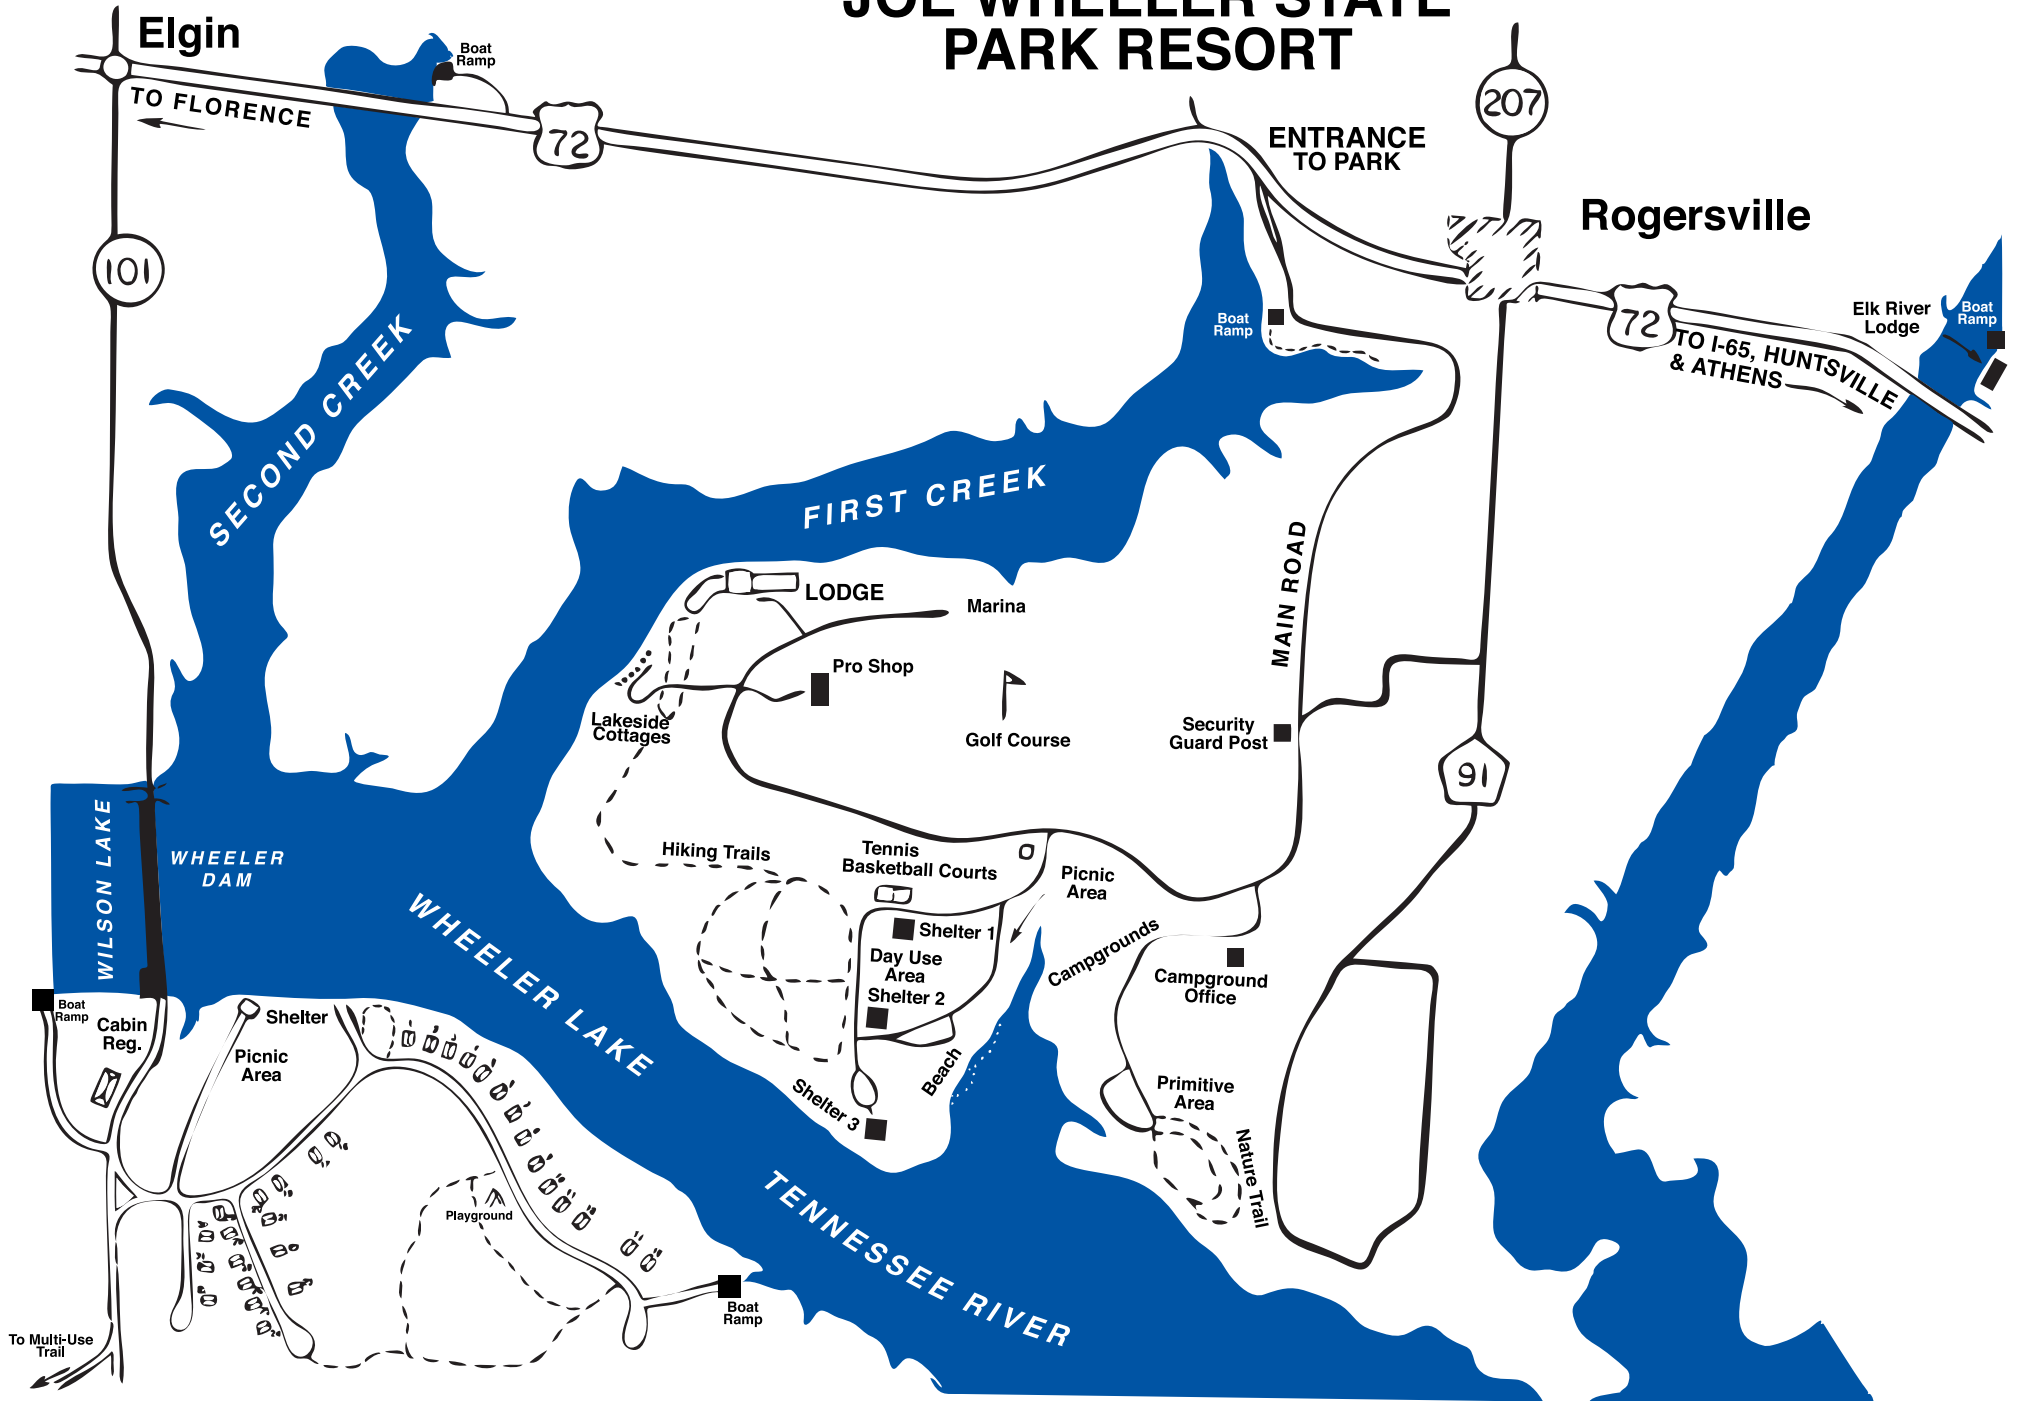 JOE WHEELER STATE
PARK RESORT
Elgin
Boat
Ramp
TO FLORENCE
72
207
ENTRANCE
TO PARK
Rogersville
101
SECOND CREEK
Boat
Ramp
72
TO I-65, HUNTSVILLE
& ATHENS
Elk River
Lodge
Boat
Ramp
FIRST CREEK
MAIN ROAD
LODGE
Marina
Pro Shop
Lakeside
Cottages
Golf Course
Security
Guard Post
91
WILSON LAKE
WHEELER
DAM
WHEELER LAKE
Hiking Trails
Tennis
Basketball Courts
Picnic
Area
Shelter 1
Day Use
Area
Shelter 2
Campgrounds
Campground
Office
Boat
Ramp
Cabin
Reg.
Shelter
Picnic
Area
Beach
Shelter 3
Primitive
Area
Nature Trail
Playground
TENNESSEE RIVER
Boat
Ramp
To Multi-Use
Trail